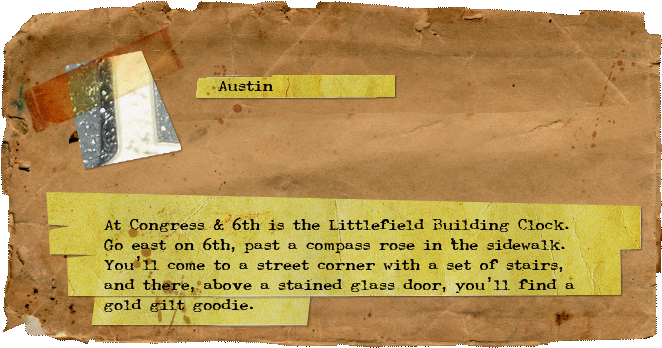 Austin
At Congress & 6th is the Littlefield Building Clock.
Go east on 6th, past a compass rose in the sidewalk.
You'll come to a street corner with a set of stairs,
and there, above a stained glass door, you'll find a
gold gilt goodie.